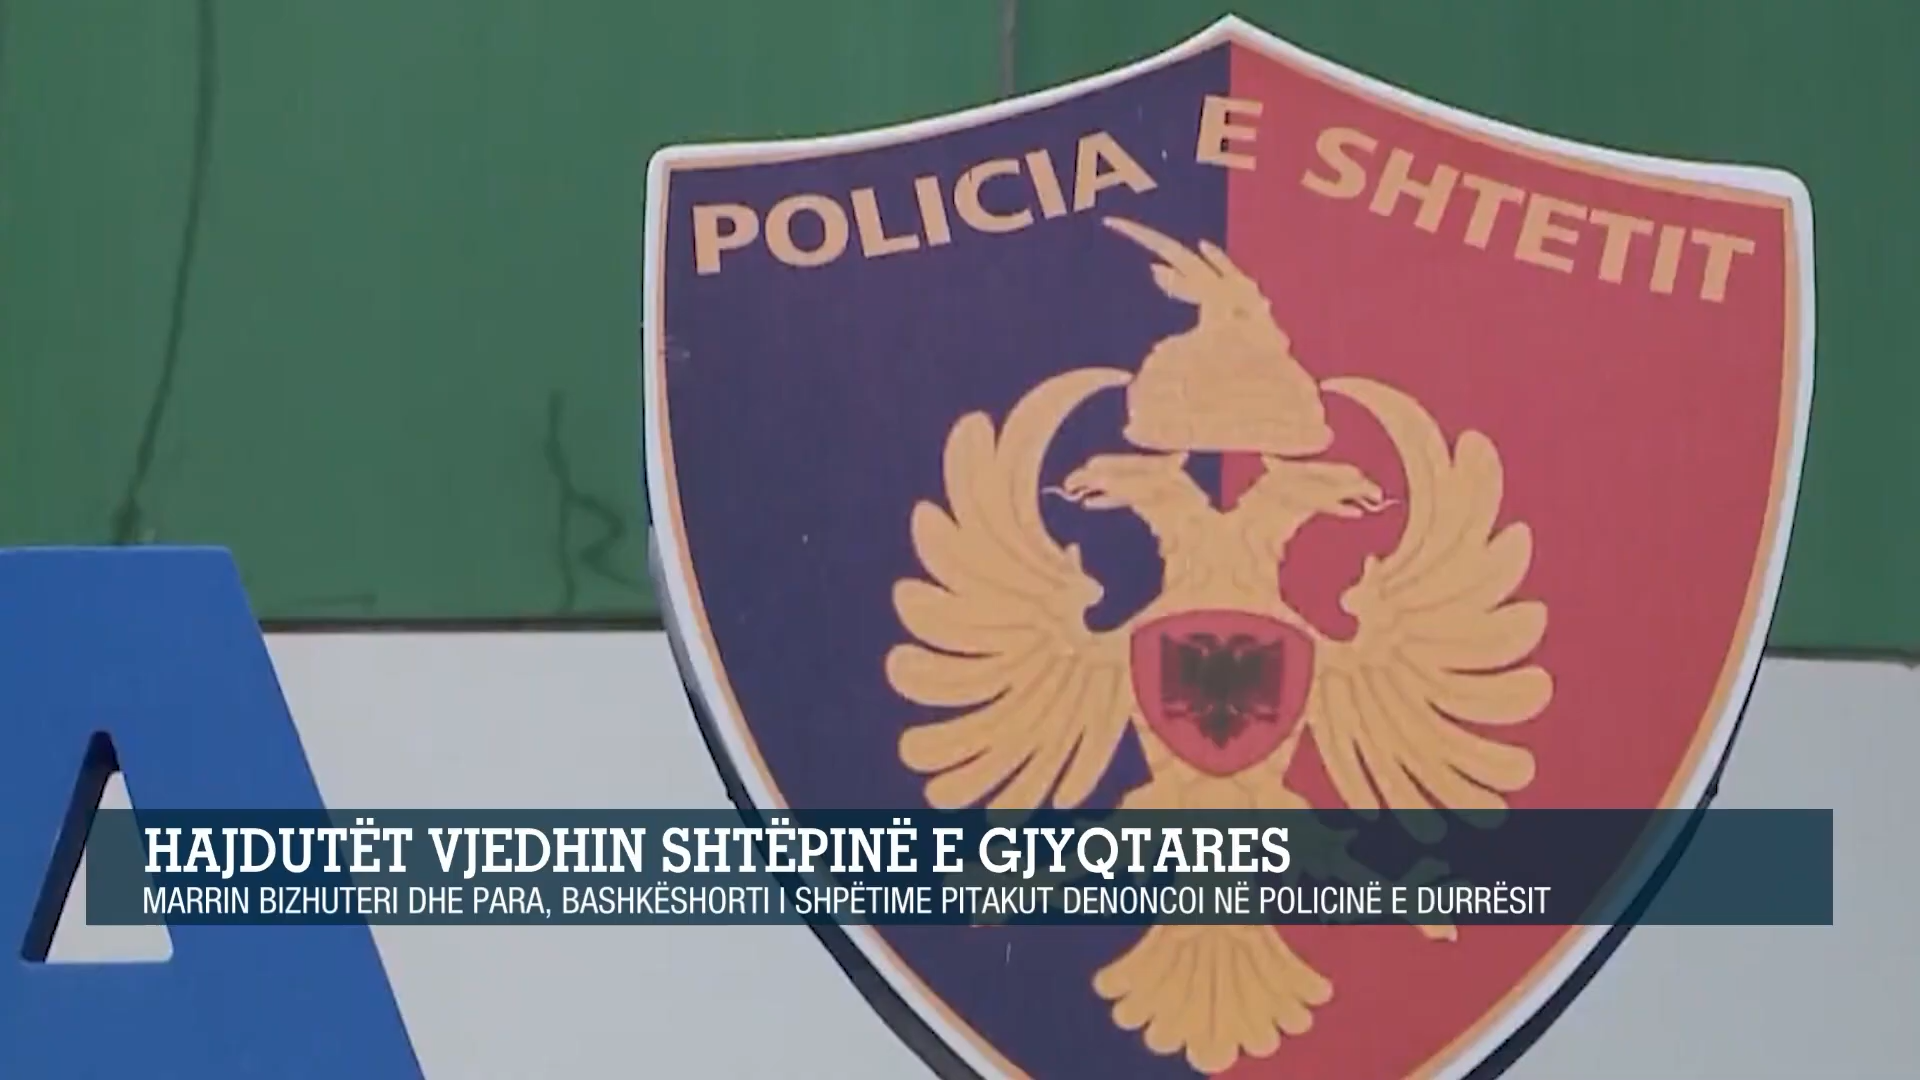 POLICIA E SHTETIT
A
HAJDUTËT VJEDHIN SHTËPINË E GJYQTARES
MARRIN BIZHUTERI DHE PARA, BASHKËSHORTI I SHPËTIME PITAKUT DENONCOI NË POLICINË E DURRËSIT